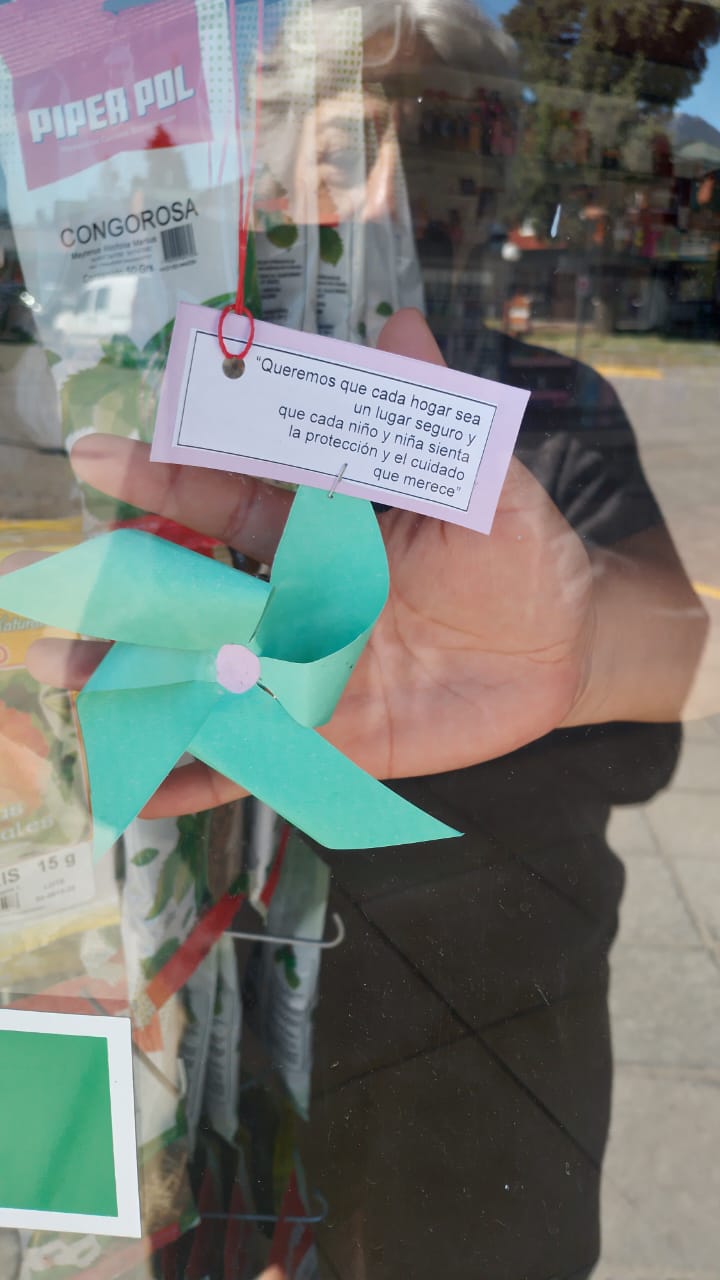 PIPER POL
CONGOROSA
"Queremos que cada hogar sea
un lugar seguro y
que cada niño y niña sienta
la protección y el cuidado
que merece"
15 g